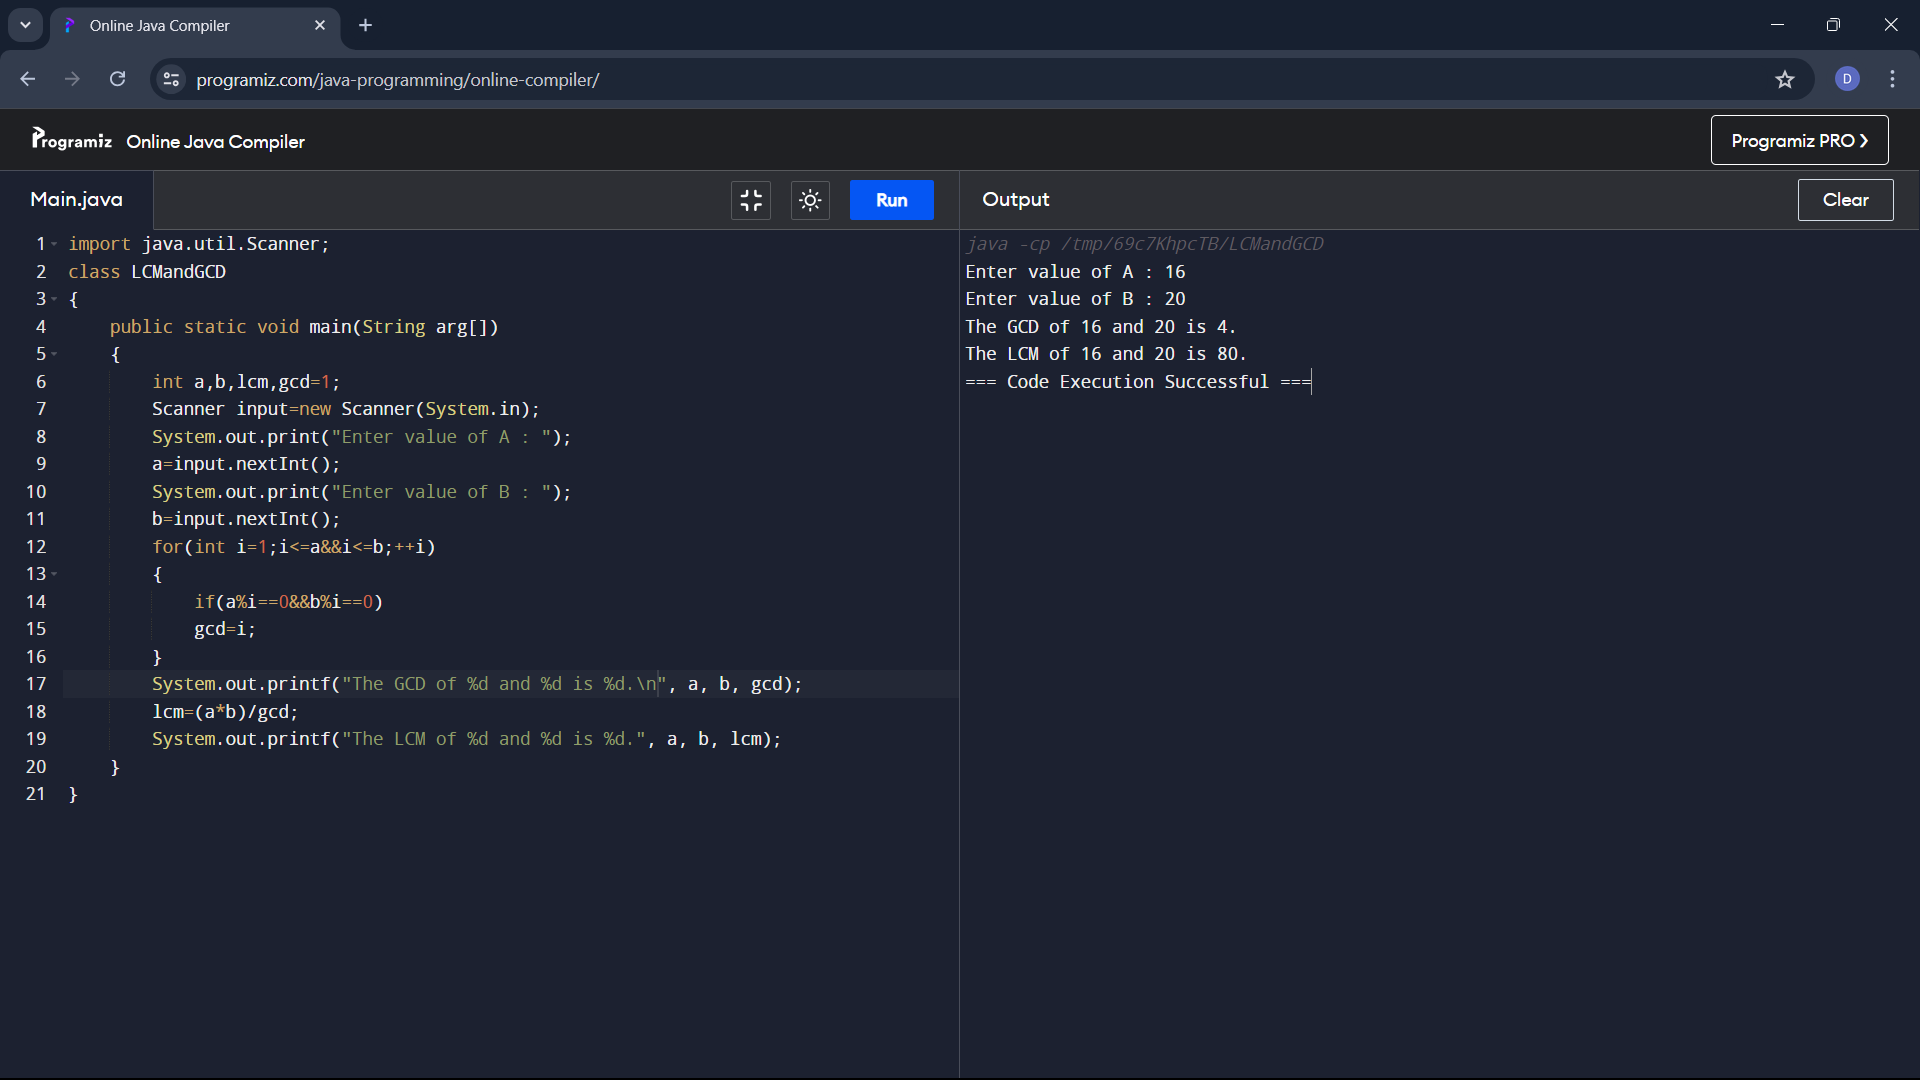 Online Java Compiler
programiz.com/java-programming/online-compiler/
D
Programiz Online Java Compiler
Programiz PRO ❯
Main.java
Run
Output
Clear
1 import java.util.Scanner;
2 class LCMandGCD
3 {
4     public static void main(String arg[])
5     {
6         int a,b,lcm,gcd=1;
7         Scanner input=new Scanner(System.in);
8         System.out.print("Enter value of A : ");
9         a=input.nextInt();
10         System.out.print("Enter value of B : ");
11         b=input.nextInt();
12         for(int i=1;i<=a&&i<=b;++i)
13         {
14             if(a%i==0&&b%i==0)
15             gcd=i;
16         }
17         System.out.printf("The GCD of %d and %d is %d.\n", a, b, gcd);
18         lcm=(a*b)/gcd;
19         System.out.printf("The LCM of %d and %d is %d.", a, b, lcm);
20     }
21 }
java -cp /tmp/69c7KhpcTB/LCMandGCD
Enter value of A : 16
Enter value of B : 20
The GCD of 16 and 20 is 4.
The LCM of 16 and 20 is 80.
=== Code Execution Successful ===